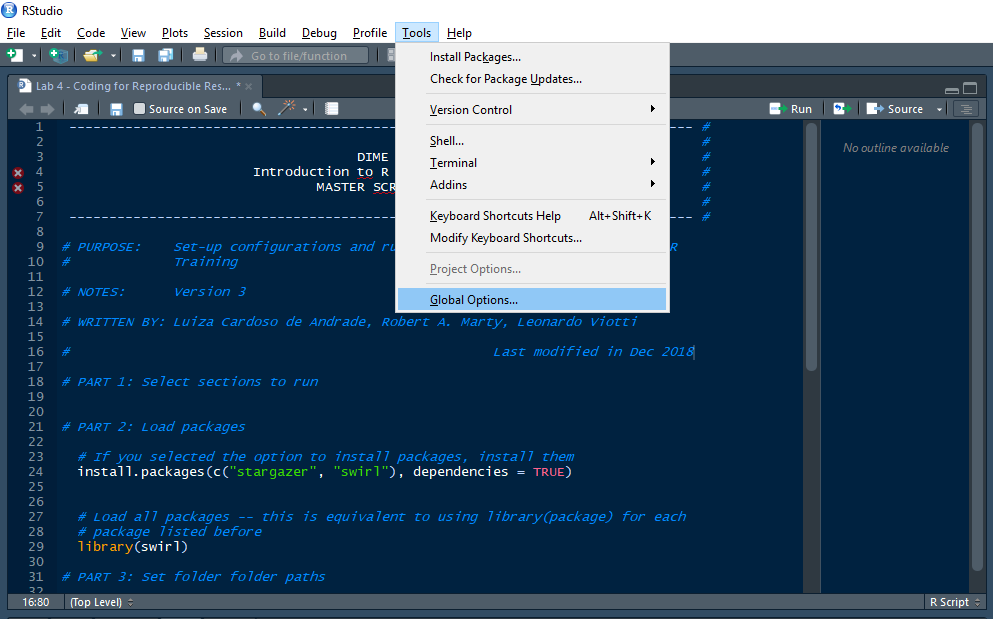 RStudio
File Edit Code View Plots Session Build Debug Profile Tools Help
Go to file/function
Install Packages...
Check for Package Updates...
Version Control
Shell...
Terminal
Addins
Keyboard Shortcuts Help Alt+Shift+K
Modify Keyboard Shortcuts...
Project Options...
Global Options...
Lab 4 - Coding for Reproducible Res... *
Source on Save
Run
Source
No outline available
1 ---------------------------------------- ---- #
2 #
3 DIME #
4 Introduction to R #
5 MASTER SCR #
6 #
7 ---------------------------------------- ---- #
8
9 # PURPOSE: Set-up configurations and ru R
10 # Training
11
12 # NOTES: Version 3
13
14 # WRITTEN BY: Luiza Cardoso de Andrade, Robert A. Marty, Leonardo Viotti
15
16 # Last modified in Dec 2018
17
18 # PART 1: Select sections to run
19
20
21 # PART 2: Load packages
22
23 # If you selected the option to install packages, install them
24 install.packages(c("stargazer", "swirl"), dependencies = TRUE)
25
26
27 # Load all packages -- this is equivalent to using library(package) for each
28 # package listed before
29 library(swirl)
30
31 # PART 3: Set folder folder paths
32
16:80 (Top Level) R Script